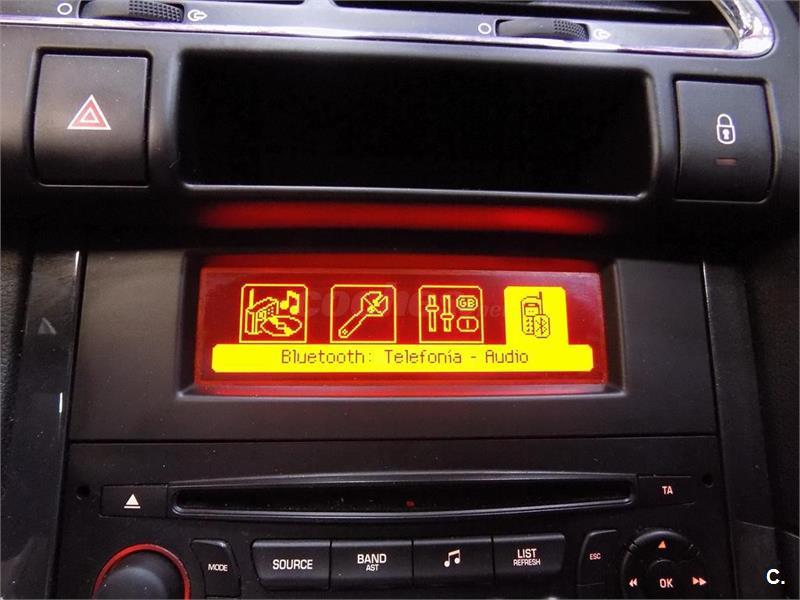 GB
I
Bluetooth: Telefonía - Audio
TA
MODE
SOURCE
BAND
AST
LIST
REFRESH
ESC
OK
C.